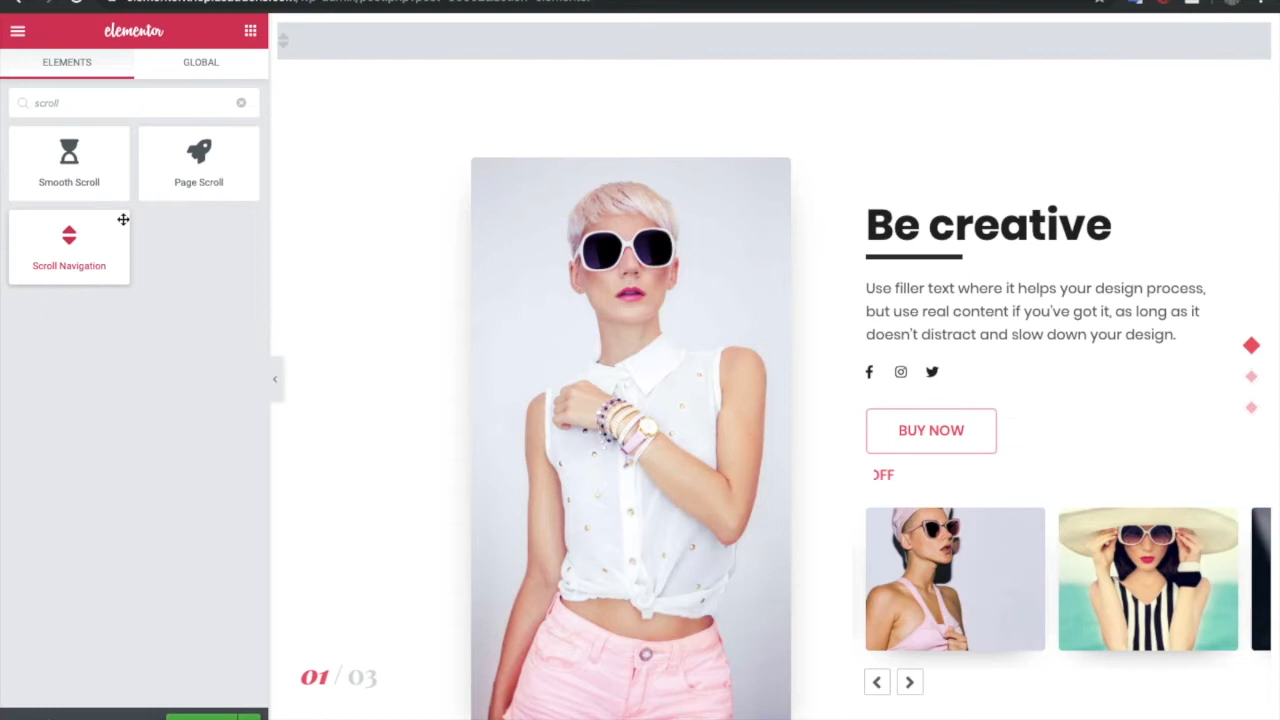 elementor
ELEMENTS
GLOBAL
scroll
Smooth Scroll
Page Scroll
Scroll Navigation
Be creative
Use filler text where it helps your design process,
but use real content if you've got it, as long as it
doesn't distract and slow down your design.
BUY NOW
OFF
01 / 03